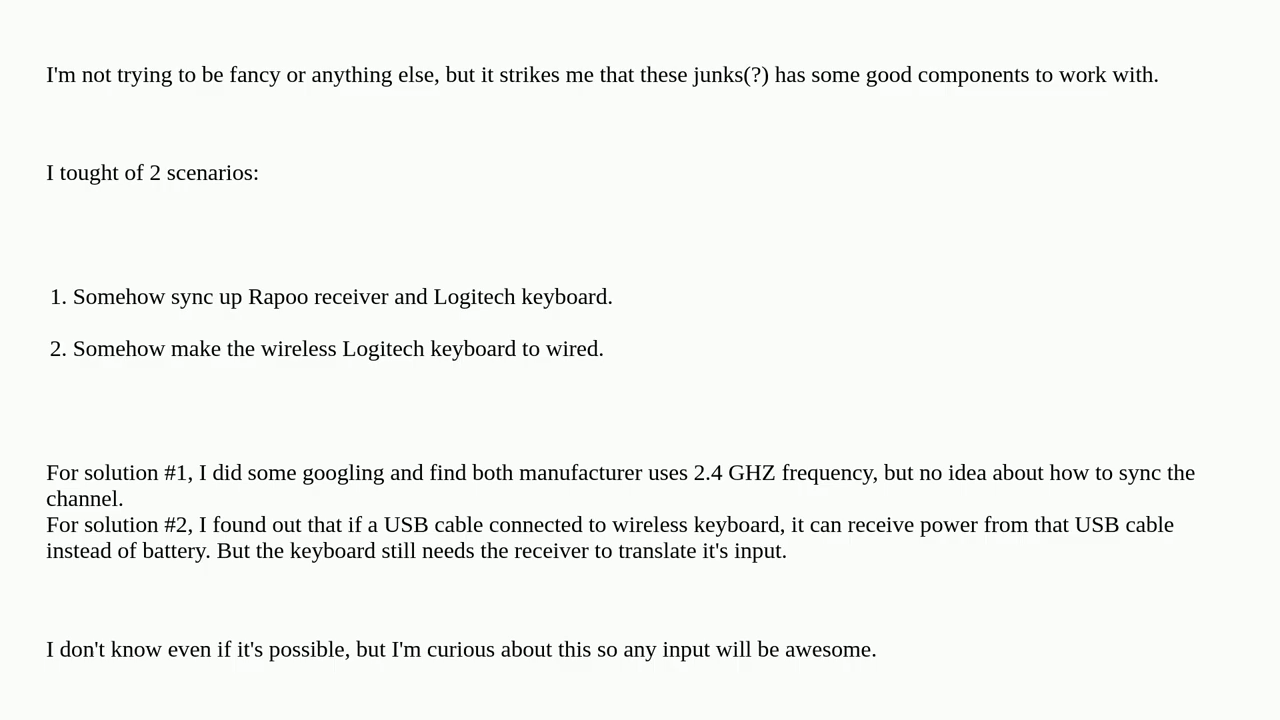 I'm not trying to be fancy or anything else, but it strikes me that these junks(?) has some good components to work with.
I tought of 2 scenarios:
1. Somehow sync up Rapoo receiver and Logitech keyboard.
2. Somehow make the wireless Logitech keyboard to wired.
For solution #1, I did some googling and find both manufacturer uses 2.4 GHZ frequency, but no idea about how to sync the
channel.
For solution #2, I found out that if a USB cable connected to wireless keyboard, it can receive power from that USB cable
instead of battery. But the keyboard still needs the receiver to translate it's input.
I don't know even if it's possible, but I'm curious about this so any input will be awesome.